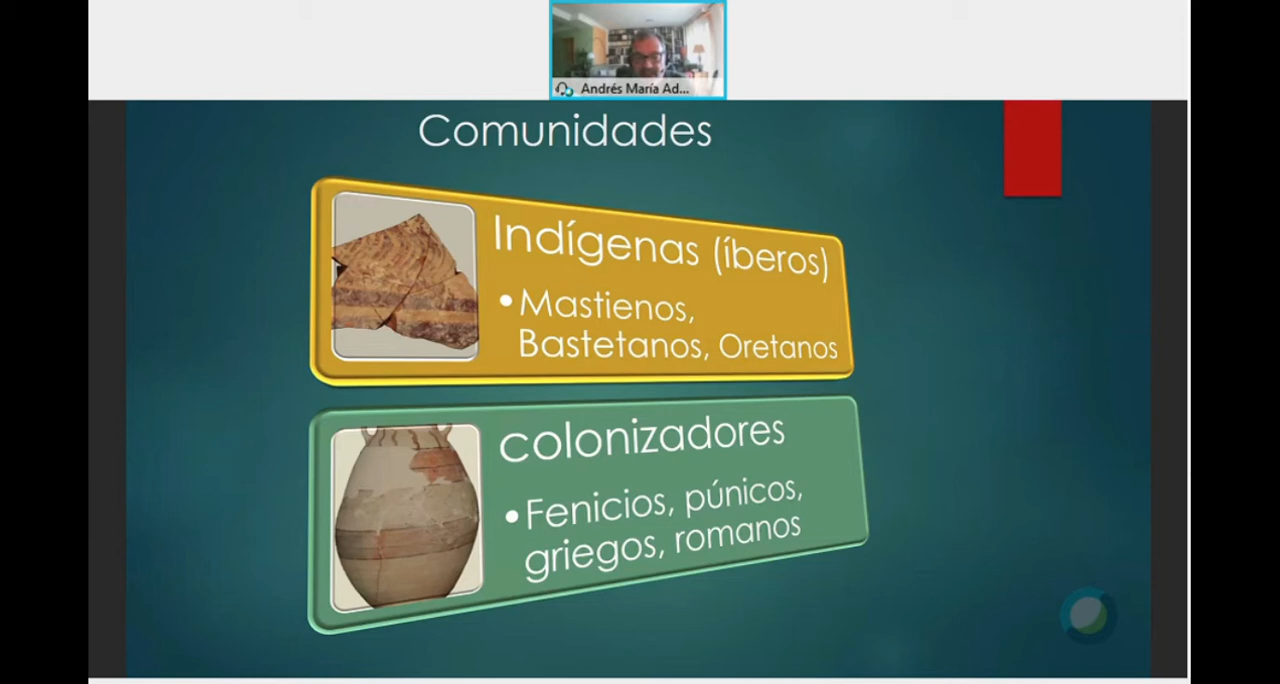 Andrés María Ad...
Comunidades
Indígenas (íberos)
•Mastienos,
Bastetanos, Oretanos
colonizadores
•Fenicios, púnicos,
griegos, romanos